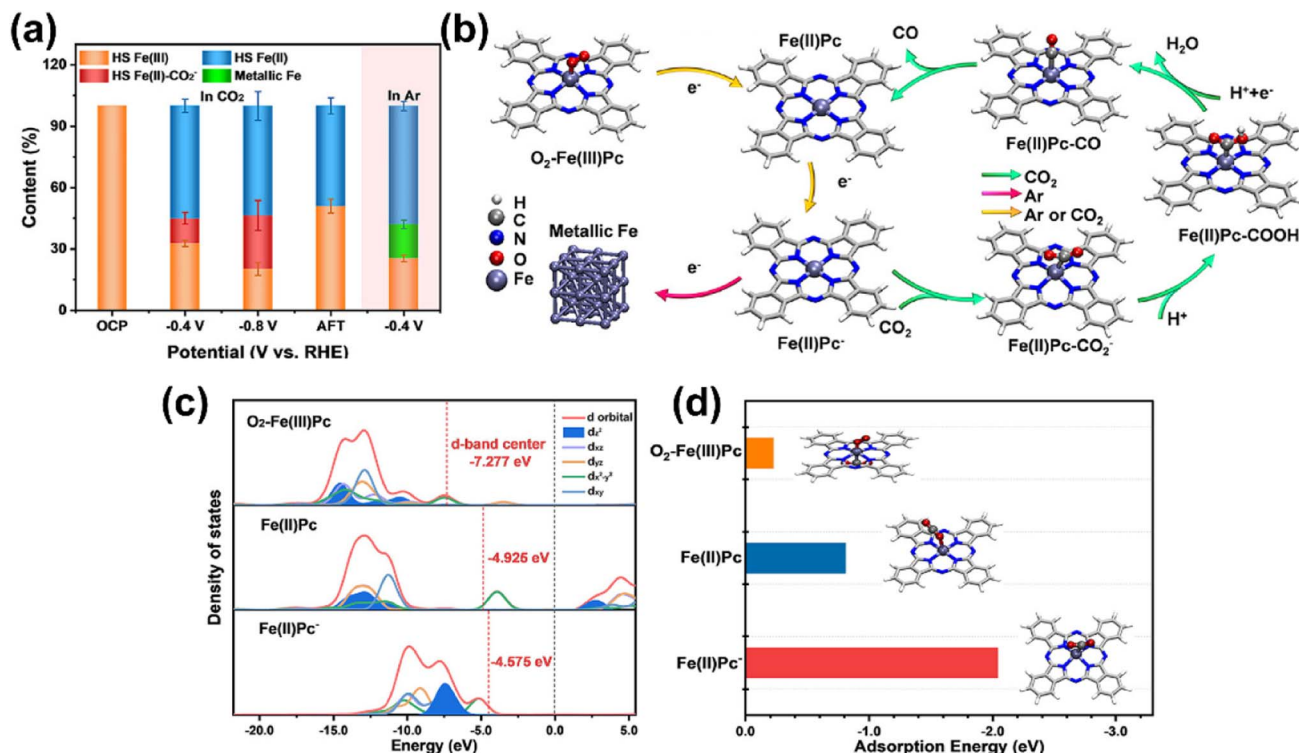 (a)
HS Fe(III) HS Fe(II)
HS Fe(II)-CO₂⁻ Metallic Fe
In CO₂ In Ar
120
90
60
30
0
Content (%)
OCP -0.4 V -0.8 V AFT -0.4 V
Potential (V vs. RHE)
(b)
O₂-Fe(III)Pc
e⁻
Fe(II)Pc
CO
Fe(II)Pc-CO
H₂O
H⁺+e⁻
Fe(II)Pc-COOH
e⁻
CO₂
Ar
Ar or CO₂
H
C
N
O
Fe
Metallic Fe
e⁻
Fe(II)Pc⁻
CO₂
Fe(II)Pc-CO₂⁻
H⁺
(c)
Density of states
O₂-Fe(III)Pc
d-band center
-7.277 eV
d orbital
dz²
dxz
dyz
dx²-y²
dxy
Fe(II)Pc
-4.925 eV
Fe(II)Pc⁻
-4.575 eV
-20.0 -15.0 -10.0 -5.0 0.0 5.0
Energy (eV)
(d)
O₂-Fe(III)Pc
Fe(II)Pc
Fe(II)Pc⁻
0.0 -1.0 -2.0 -3.0
Adsorption Energy (eV)